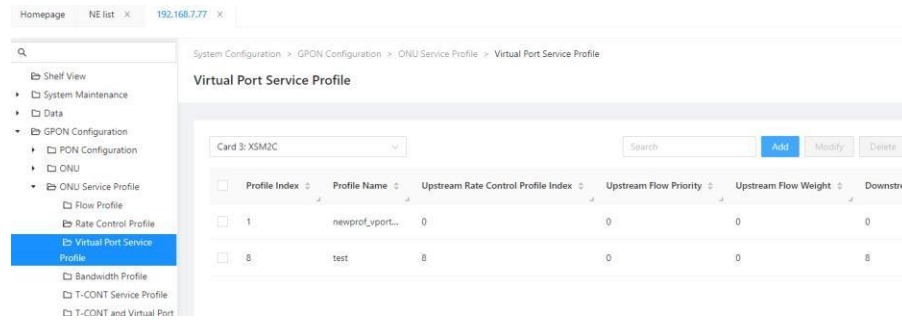 Homepage NE list × 192.168.7.77 ×
System Configuration > GPON Configuration > ONU Service Profile > Virtual Port Service Profile
Virtual Port Service Profile
Shelf View
System Maintenance
Data
GPON Configuration
PON Configuration
ONU
ONU Service Profile
Flow Profile
Rate Control Profile
Virtual Port Service
Profile
Bandwidth Profile
T-CONT Service Profile
T-CONT and Virtual Port
Card 3: XSM2C Search Add Modify Delete
Profile Index Profile Name Upstream Rate Control Profile Index Upstream Flow Priority Upstream Flow Weight Downstre
1 newprof_vport... 0 0 0 0
8 test 8 0 0 8